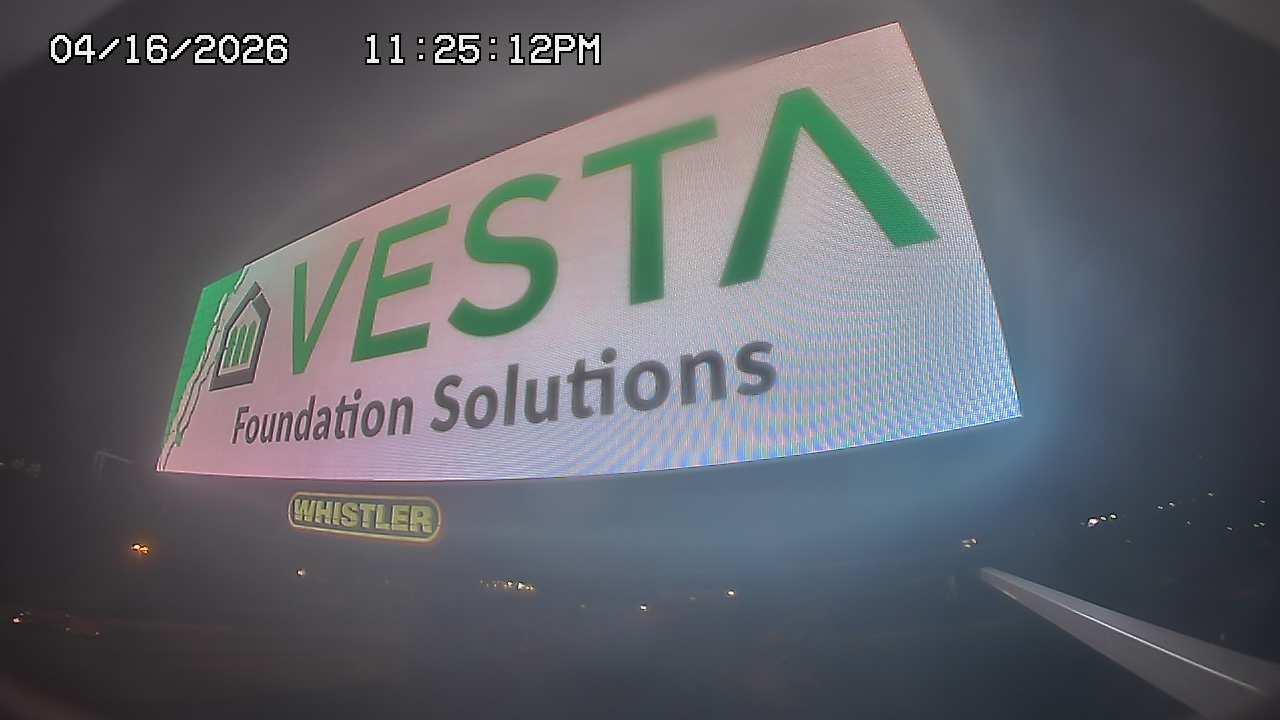 04/16/2026 11:25:12PM
VESTA
Foundation Solutions
WHISTLER